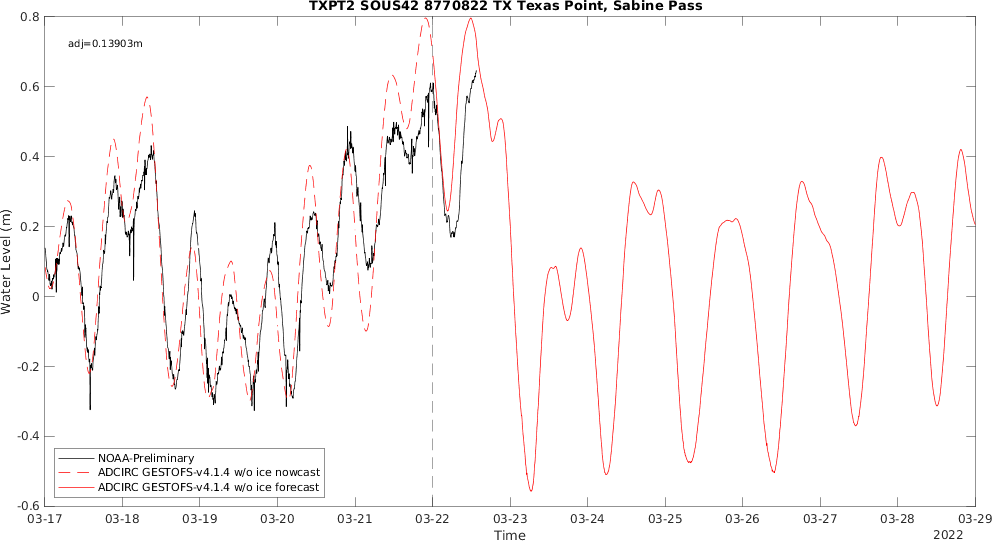 TXPT2 SOUS42 8770822 TX Texas Point, Sabine Pass
adj=0.13903m
0.8
0.6
0.4
0.2
0
-0.2
-0.4
-0.6
Water Level (m)
NOAA-Preliminary
ADCIRC GESTOFS-v4.1.4 w/o ice nowcast
ADCIRC GESTOFS-v4.1.4 w/o ice forecast
03-17 03-18 03-19 03-20 03-21 03-22 03-23 03-24 03-25 03-26 03-27 03-28 03-29
Time
2022